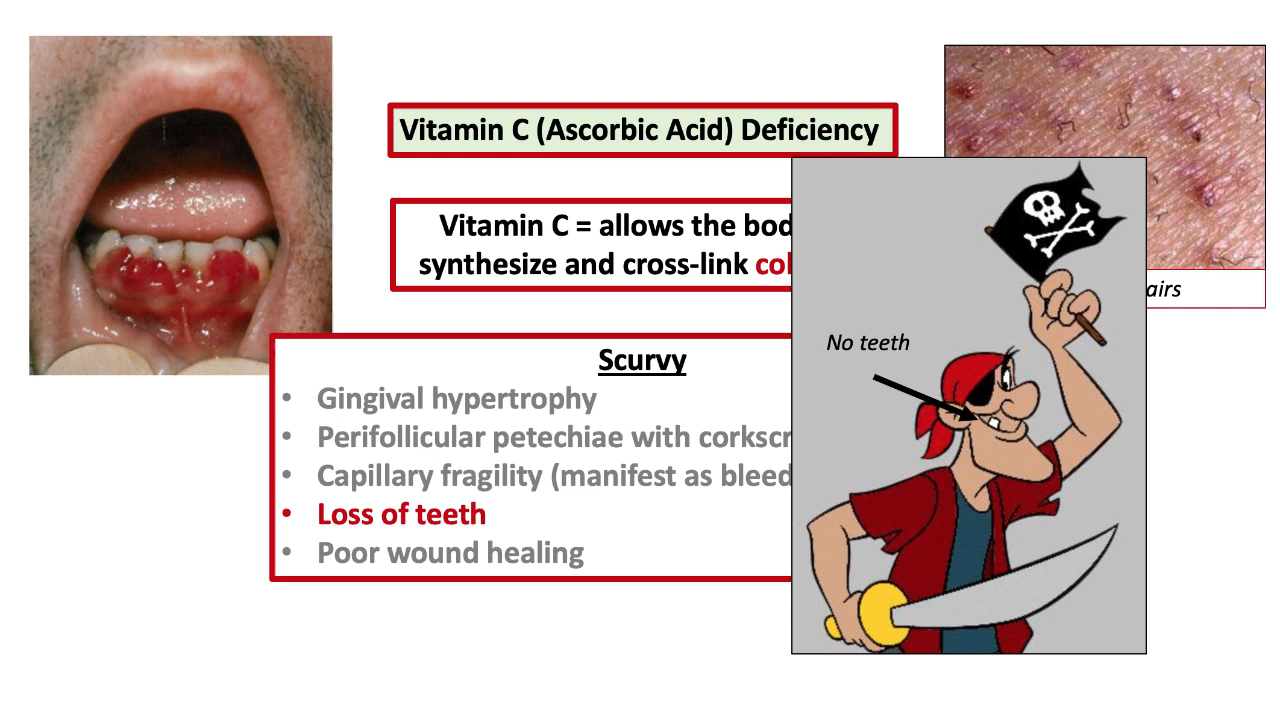 Vitamin C (Ascorbic Acid) Deficiency
Vitamin C = allows the bod
synthesize and cross-link col
airs
No teeth
Scurvy
• Gingival hypertrophy
• Perifollicular petechiae with corkscr
• Capillary fragility (manifest as bleed
• Loss of teeth
• Poor wound healing